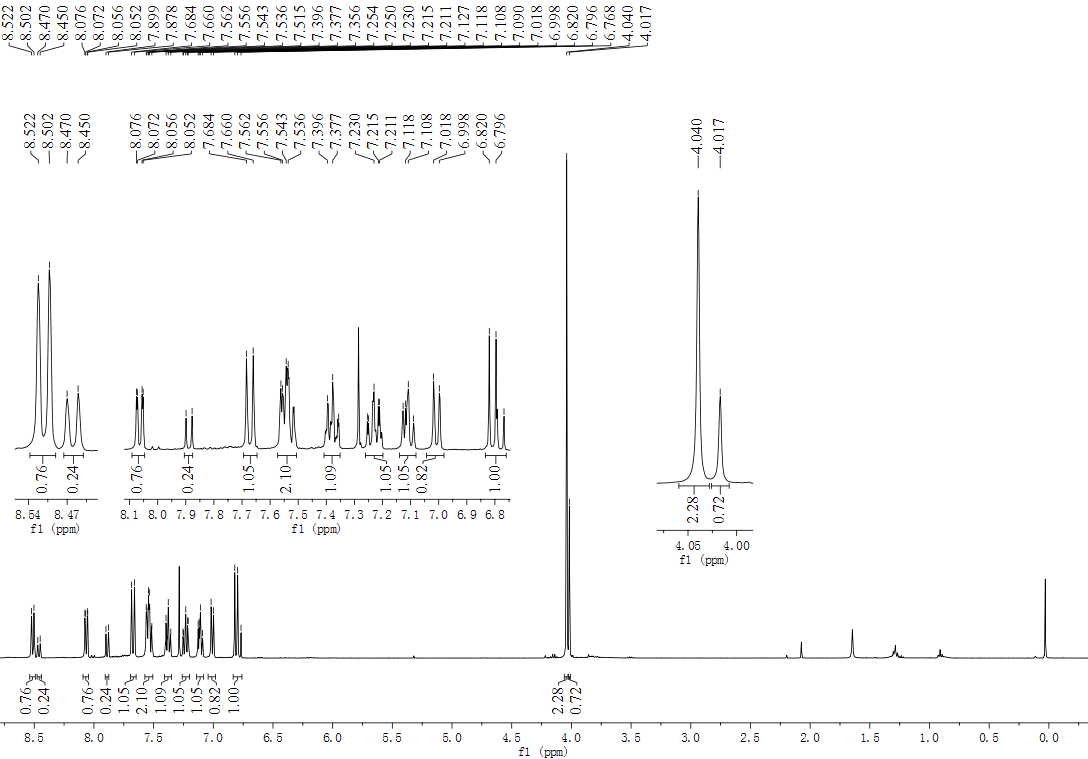 8.522 8.502 8.470 8.450 8.076 8.072 8.056 8.052 7.899 7.878 7.684 7.660 7.562 7.556 7.543 7.536 7.515 7.396 7.377 7.356 7.254 7.250 7.230 7.215 7.211 7.127 7.118 7.108 7.090 7.018 6.998 6.820 6.796 6.768 4.040 4.017
8.522 8.502 8.470 8.450
8.076 8.072 8.056 8.052 7.684 7.660 7.562 7.556 7.543 7.536 7.396 7.377 7.230 7.215 7.211 7.118 7.108 7.018 6.998 6.820 6.796
4.040 4.017
0.76 0.24
8.54 8.47
f1 (ppm)
0.76 0.24 1.05 2.10 1.09 1.05 1.05 0.82 1.00
8.1 8.0 7.9 7.8 7.7 7.6 7.5 7.4 7.3 7.2 7.1 7.0 6.9 6.8
f1 (ppm)
2.28 0.72
4.05 4.00
f1 (ppm)
0.76 0.24 0.76 0.24 1.05 2.10 1.09 1.05 1.05 0.82 1.00 2.28 0.72
8.5 8.0 7.5 7.0 6.5 6.0 5.5 5.0 4.5 4.0 3.5 3.0 2.5 2.0 1.5 1.0 0.5 0.0
f1 (ppm)